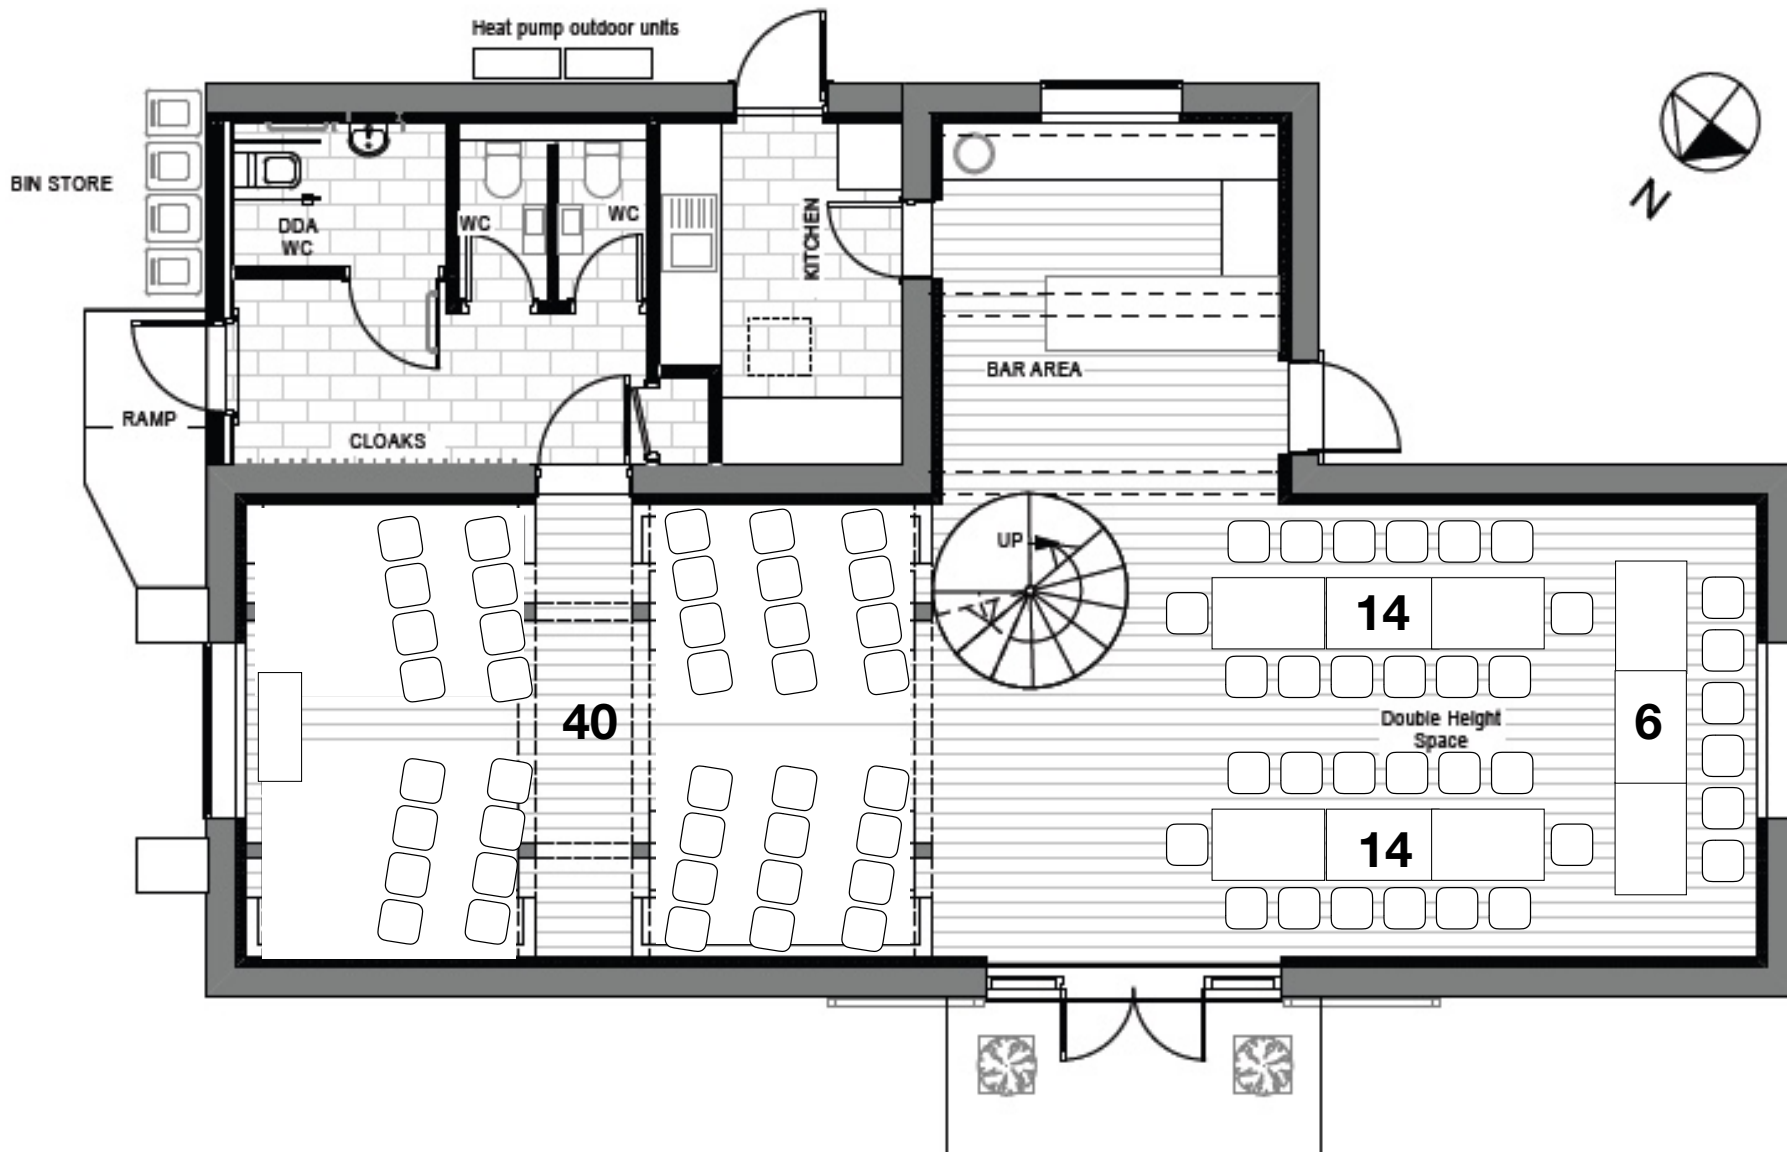 Heat pump outdoor units
BIN STORE
DDA
WC
WC
WC
KITCHEN
N
BAR AREA
RAMP
CLOAKS
UP
14
40
Double Height
Space
6
14